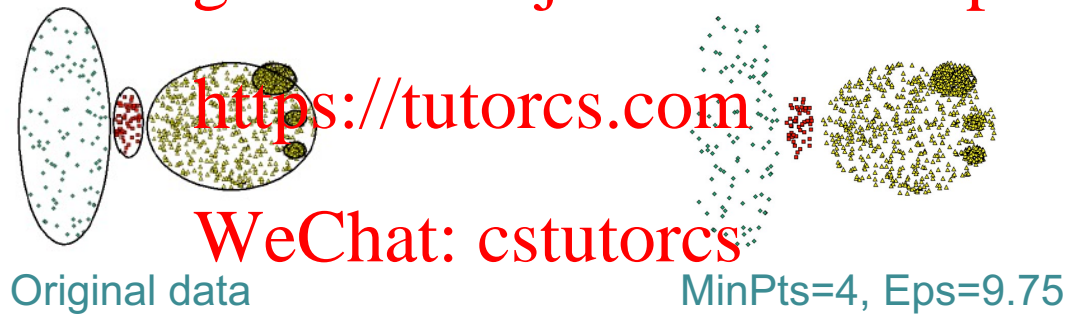 https://tutorcs.com
WeChat: cstutorcs
Original data
MinPts=4, Eps=9.75